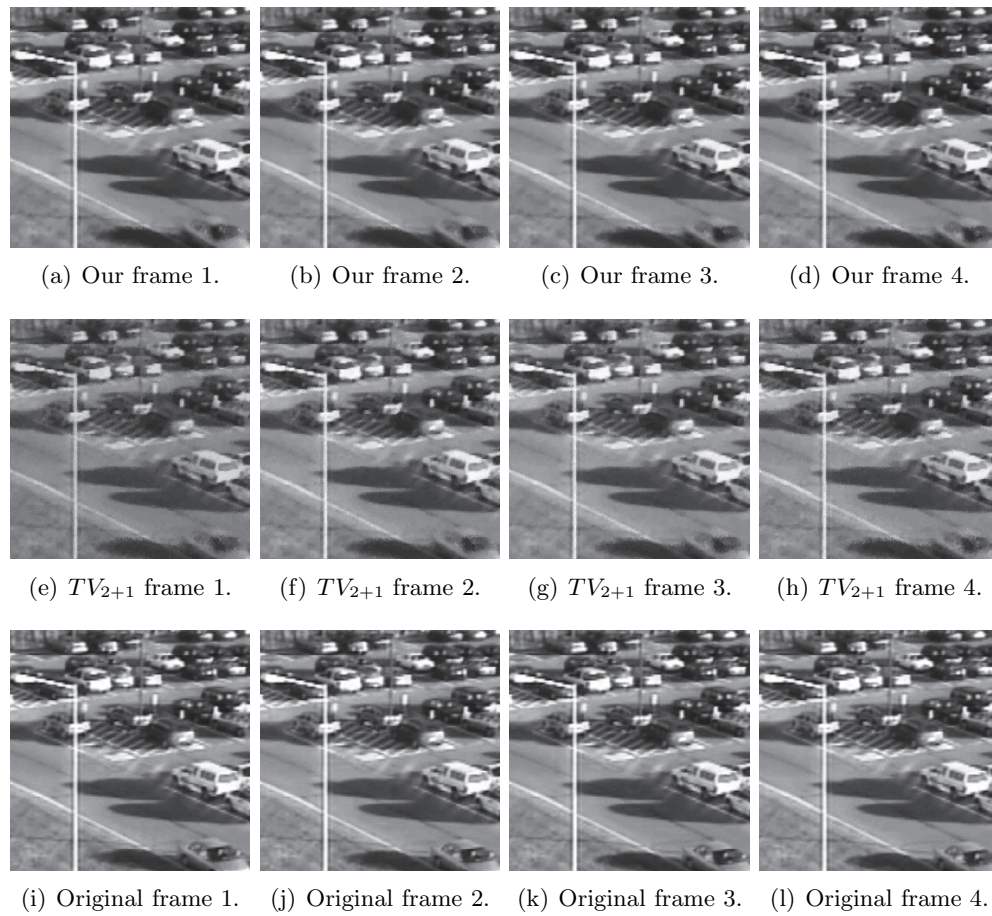 (a) Our frame 1.
(b) Our frame 2.
(c) Our frame 3.
(d) Our frame 4.
(e) TV2+1 frame 1.
(f) TV2+1 frame 2.
(g) TV2+1 frame 3.
(h) TV2+1 frame 4.
(i) Original frame 1.
(j) Original frame 2.
(k) Original frame 3.
(l) Original frame 4.